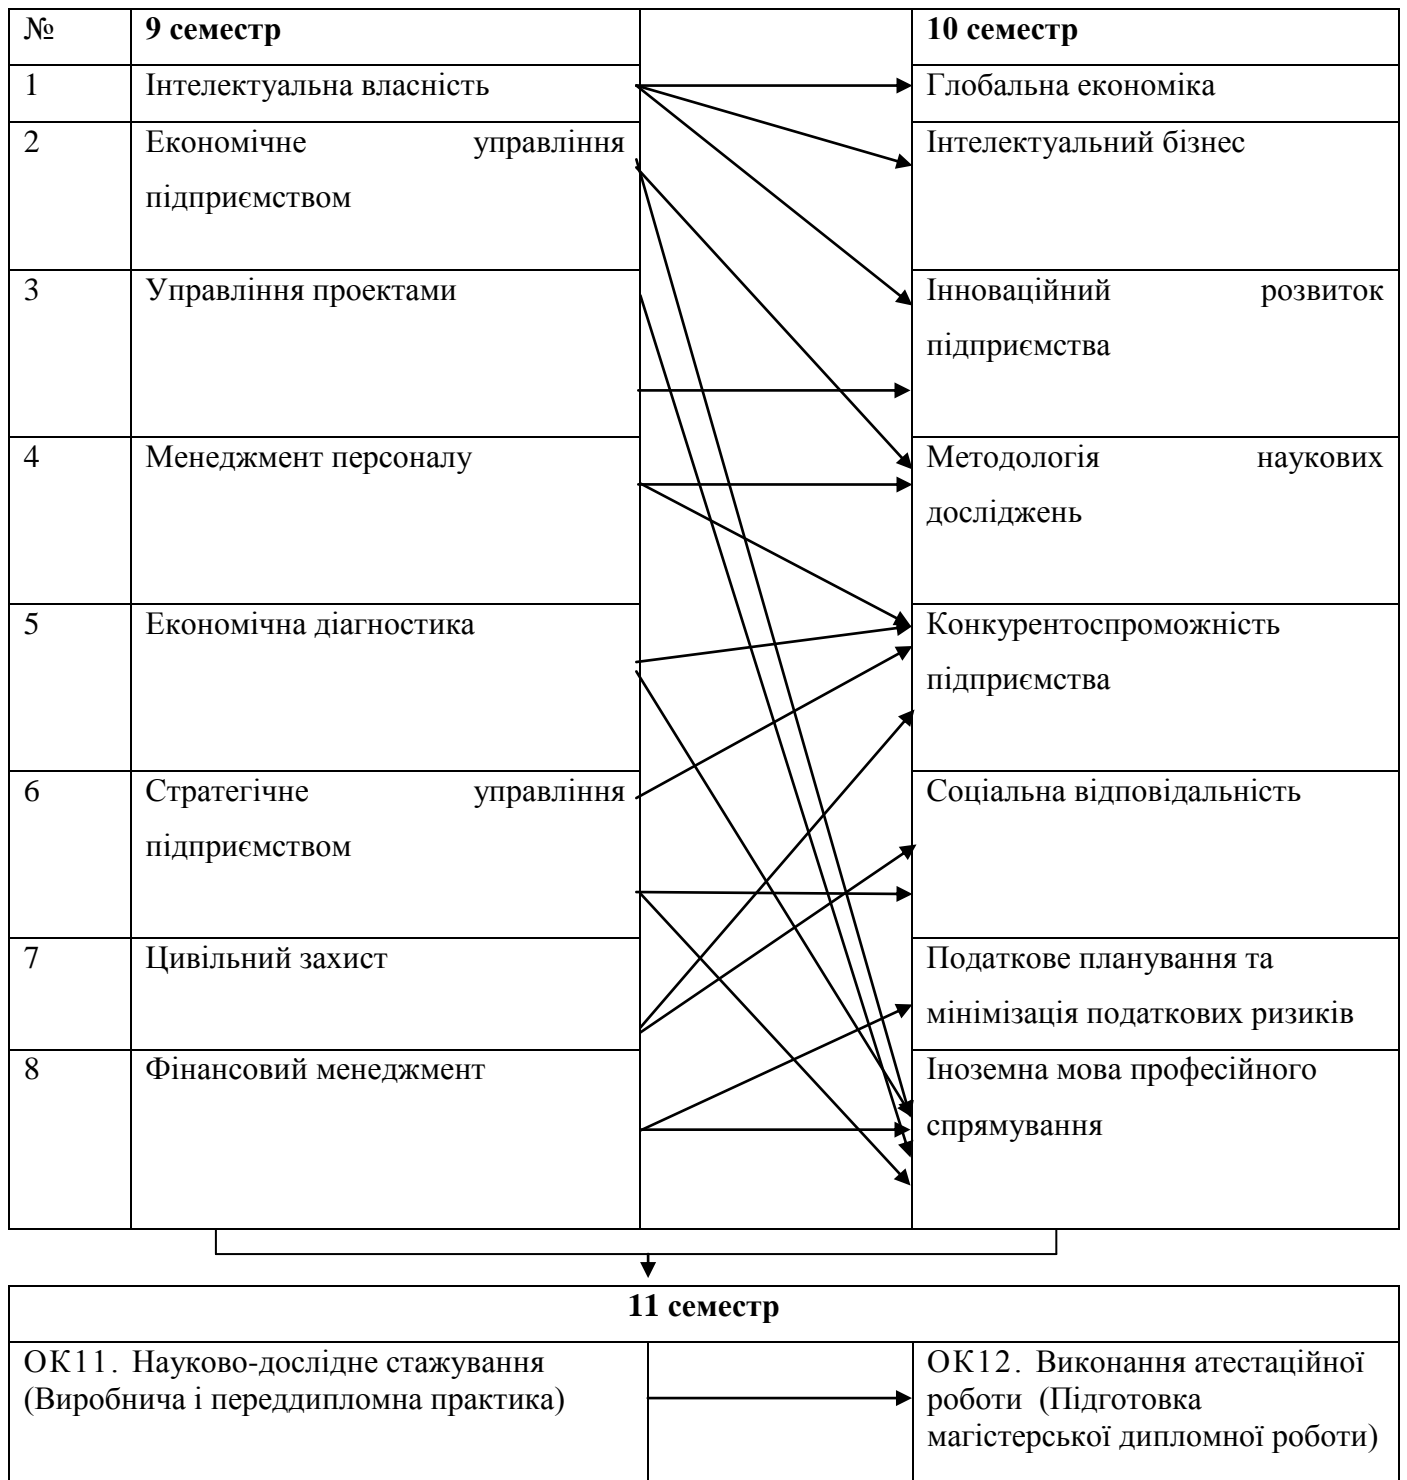 № 9 семестр 10 семестр
1 Інтелектуальна власність Глобальна економіка
2 Економічне управління Інтелектуальний бізнес
підприємством
3 Управління проектами Інноваційний розвиток
підприємства
4 Менеджмент персоналу Методологія наукових
досліджень
5 Економічна діагностика Конкурентоспроможність
підприємства
6 Стратегічне управління Соціальна відповідальність
підприємством
7 Цивільний захист Податкове планування та
мінімізація податкових ризиків
8 Фінансовий менеджмент Іноземна мова професійного
спрямування
11 семестр
ОК11. Науково-дослідне стажування
(Виробнича і переддипломна практика)
ОК12. Виконання атестаційної
роботи (Підготовка
магістерської дипломної роботи)